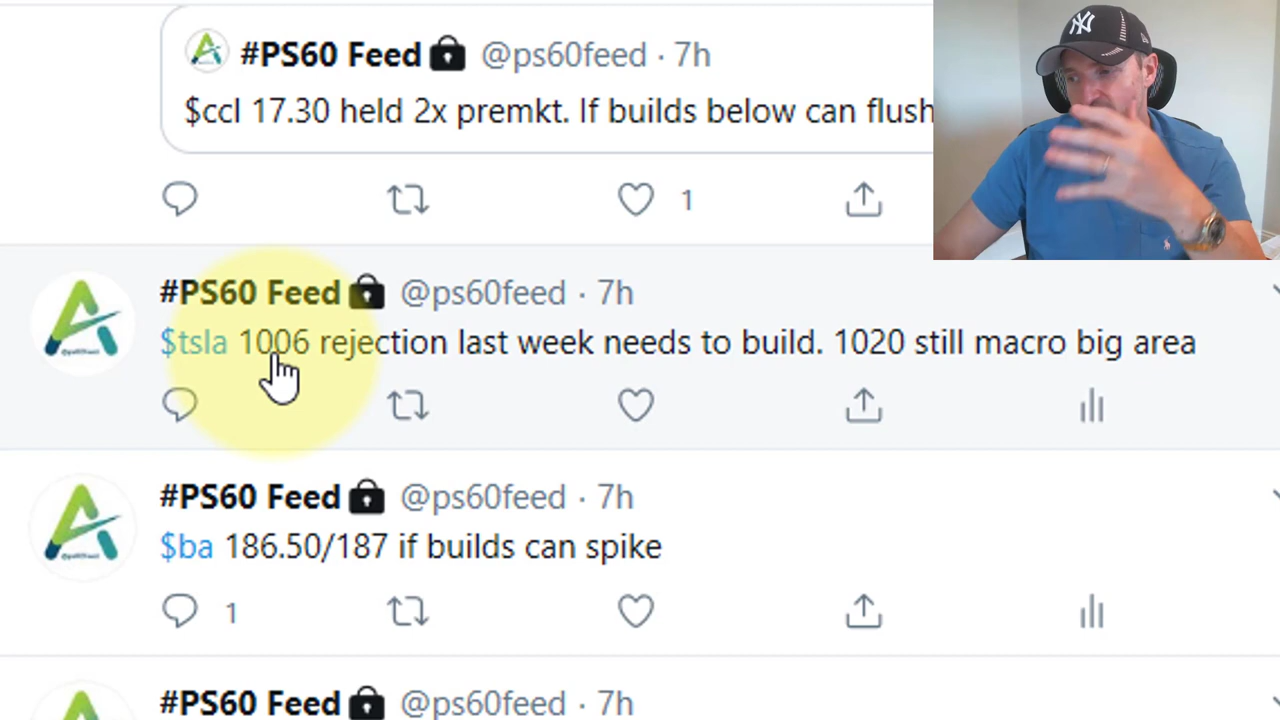 #PS60 Feed🔒 @ps60feed · 7h
$ccl 17.30 held 2x premkt. If builds below can flush
1
#PS60 Feed🔒 @ps60feed · 7h
$tsla 1006 rejection last week needs to build. 1020 still macro big area
#PS60 Feed🔒 @ps60feed · 7h
$ba 186.50/187 if builds can spike
1
#PS60 Feed🔒 @ps60feed · 7h